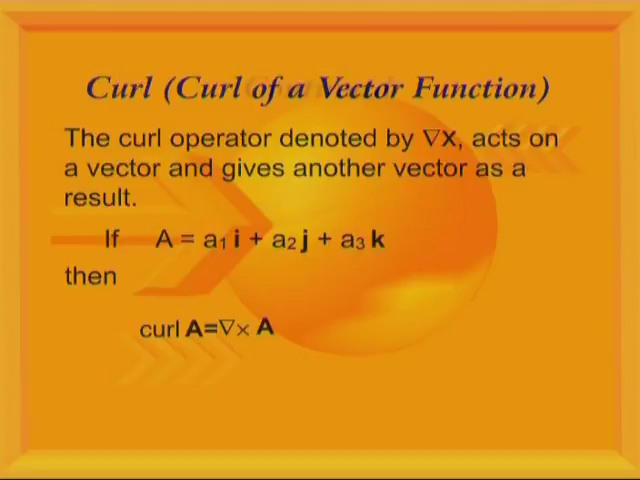 Curl (Curl of a Vector Function)
The curl operator denoted by ∇X, acts on
a vector and gives another vector as a
result.
If A = a₁ i + a₂ j + a₃ k
then
curl A=∇× A